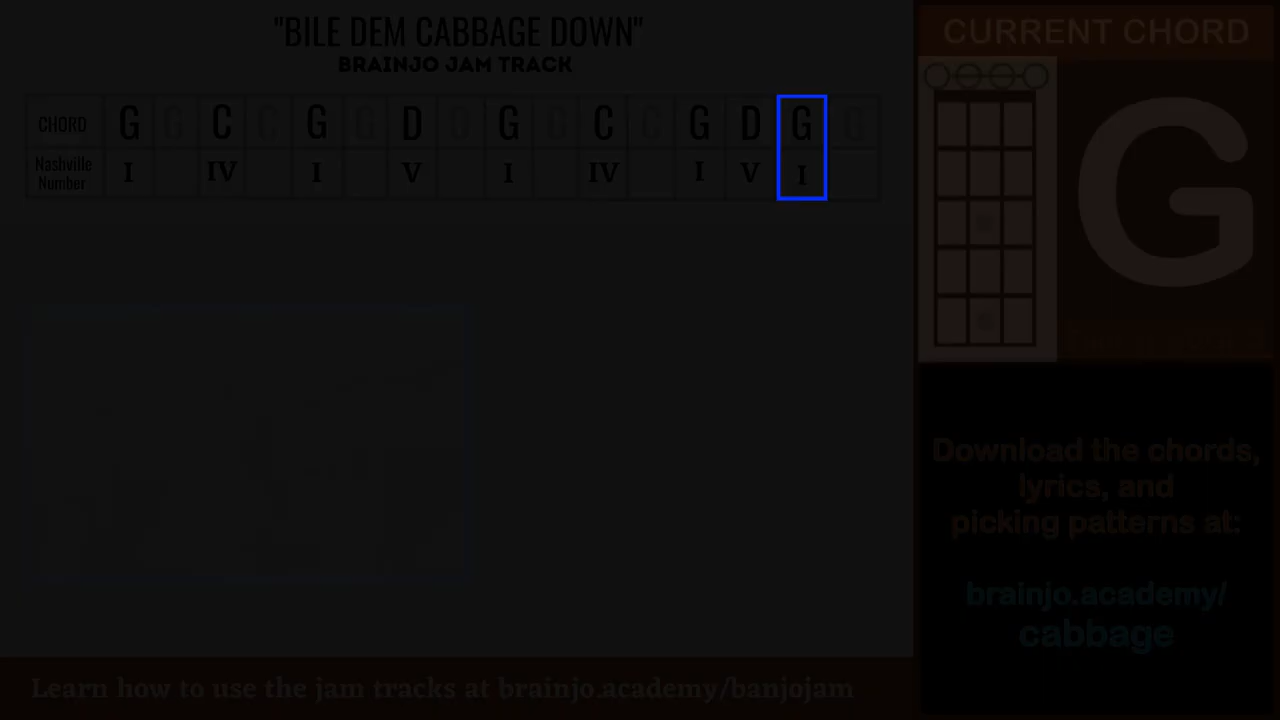 "BILE DEM CABBAGE DOWN"
BRAINJO JAM TRACK
CHORD G G C C G G D D G G C C G D G G
Nashville Number I IV I V I IV I V I
CURRENT CHORD
G
Download the chords,
lyrics, and
picking patterns at:
brainjo.academy/
cabbage
Learn how to use the jam tracks at brainjo.academy/banjojam